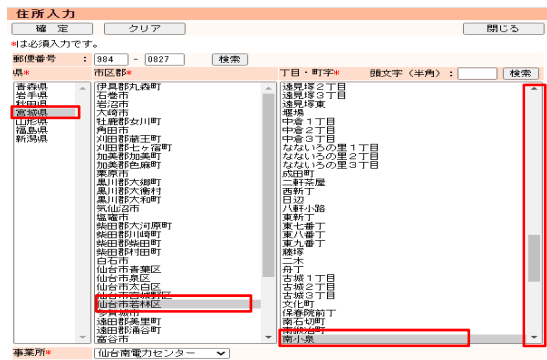 住所入力
確 定 クリア 閉じる
*は必須入力です。
郵便番号 : 984 - 0827 検索
県* 市区郡* 丁目・町字* 頭文字（半角）: 検索
青森県
岩手県
秋田県
宮城県
山形県
福島県
新潟県
伊具郡丸森町
石巻市
岩沼市
大崎市
牡鹿郡女川町
角田市
刈田郡蔵王町
刈田郡七ヶ宿町
加美郡加美町
加美郡色麻町
栗原市
黒川郡大郷町
黒川郡大衡村
黒川郡大和町
気仙沼市
塩竈市
柴田郡大河原町
柴田郡川崎町
柴田郡柴田町
柴田郡村田町
白石市
仙台市青葉区
仙台市泉区
仙台市太白区
仙台市宮城野区
仙台市若林区
多賀城市
遠田郡美里町
遠田郡涌谷町
富谷市
遠見塚２丁目
遠見塚３丁目
遠見塚東
堰場
中倉１丁目
中倉２丁目
中倉３丁目
なないろの里１丁目
なないろの里２丁目
なないろの里３丁目
成田町
二軒茶屋
西新丁
日辺
八軒小路
東新丁
東七番丁
東八番丁
東九番丁
藤塚
二木
舟丁
古城１丁目
古城２丁目
古城３丁目
文化町
保春院前丁
南石切町
南鍛冶町
南小泉
事業所* 仙台南電力センター